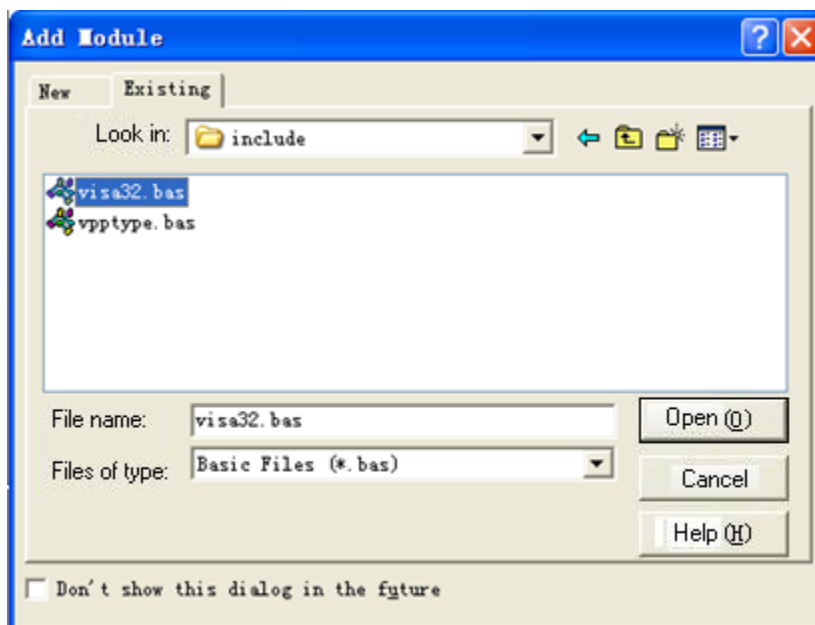 Add Module
New Existing
Look in: include
visa32.bas
vpptype.bas
File name: visa32.bas Open (O)
Files of type: Basic Files (*.bas)
Cancel
Help (H)
Don't show this dialog in the future